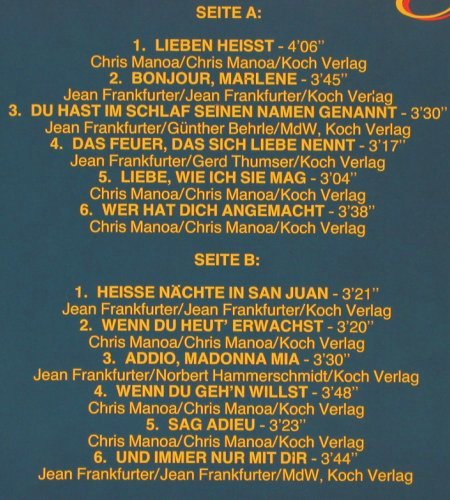 SEITE A:
1. LIEBEN HEISST - 4'06"
Chris Manoa/Chris Manoa/Koch Verlag
2. BONJOUR, MARLENE - 3'45"
Jean Frankfurter/Jean Frankfurter/Koch Verlag
3. DU HAST IM SCHLAF SEINEN NAMEN GENANNT - 3'30"
Jean Frankfurter/Günther Behrle/MdW, Koch Verlag
4. DAS FEUER, DAS SICH LIEBE NENNT - 3'17"
Jean Frankfurter/Gerd Thumser/Koch Verlag
5. LIEBE, WIE ICH SIE MAG - 3'04"
Chris Manoa/Chris Manoa/Koch Verlag
6. WER HAT DICH ANGEMACHT - 3'38"
Chris Manoa/Chris Manoa/Koch Verlag
SEITE B:
1. HEISSE NÄCHTE IN SAN JUAN - 3'21"
Jean Frankfurter/Jean Frankfurter/Koch Verlag
2. WENN DU HEUT' ERWACHST - 3'20"
Chris Manoa/Chris Manoa/Koch Verlag
3. ADDIO, MADONNA MIA - 3'30"
Jean Frankfurter/Norbert Hammerschmidt/Koch Verlag
4. WENN DU GEH'N WILLST - 3'48"
Chris Manoa/Chris Manoa/Koch Verlag
5. SAG ADIEU - 3'23"
Chris Manoa/Chris Manoa/Koch Verlag
6. UND IMMER NUR MIT DIR - 3'44"
Jean Frankfurter/Jean Frankfurter/MdW, Koch Verlag